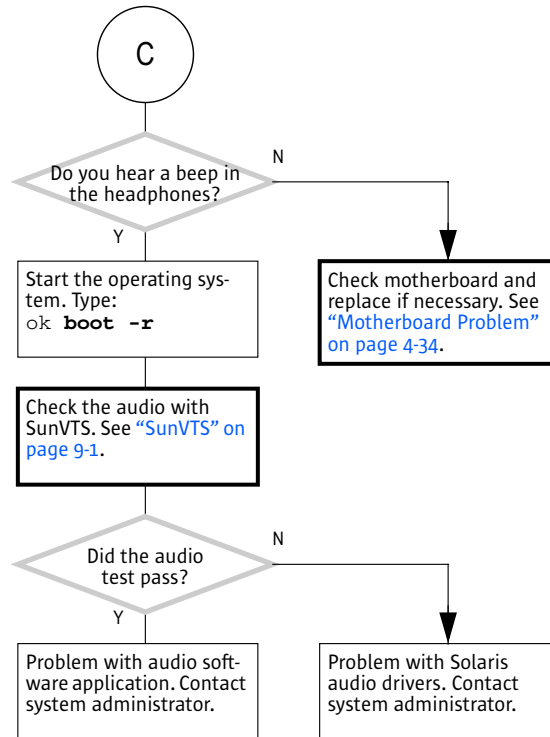 C
Do you hear a beep in
the headphones?
N
Y
Start the operating sys-
tem. Type:
ok boot -r
Check motherboard and
replace if necessary. See
“Motherboard Problem”
on page 4-34.
Check the audio with
SunVTS. See “SunVTS” on
page 9-1.
Did the audio
test pass?
N
Y
Problem with audio soft-
ware application. Contact
system administrator.
Problem with Solaris
audio drivers. Contact
system administrator.